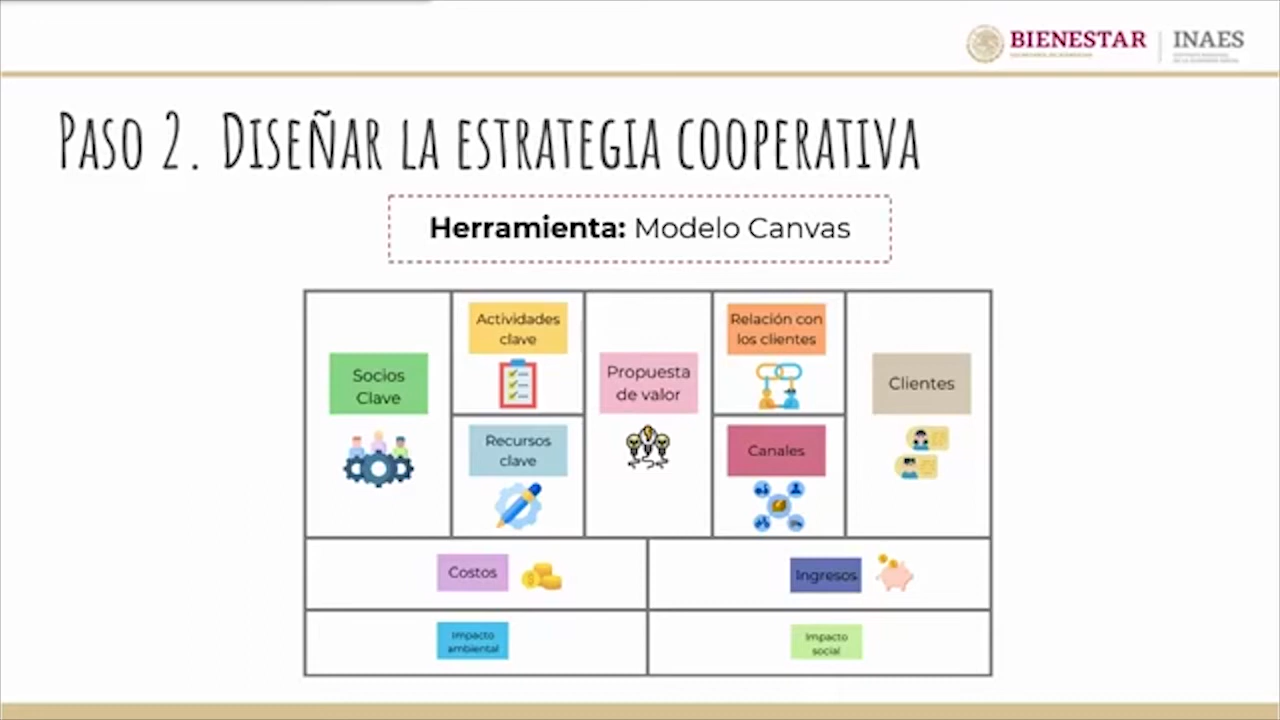 BIENESTAR
INAES
PASO 2. DISEÑAR LA ESTRATEGIA COOPERATIVA
Herramienta: Modelo Canvas
Socios
Clave
Actividades
clave
Recursos
clave
Propuesta
de valor
Relación con
los clientes
Canales
Clientes
Costos
Ingresos
Impacto
ambiental
Impacto
social